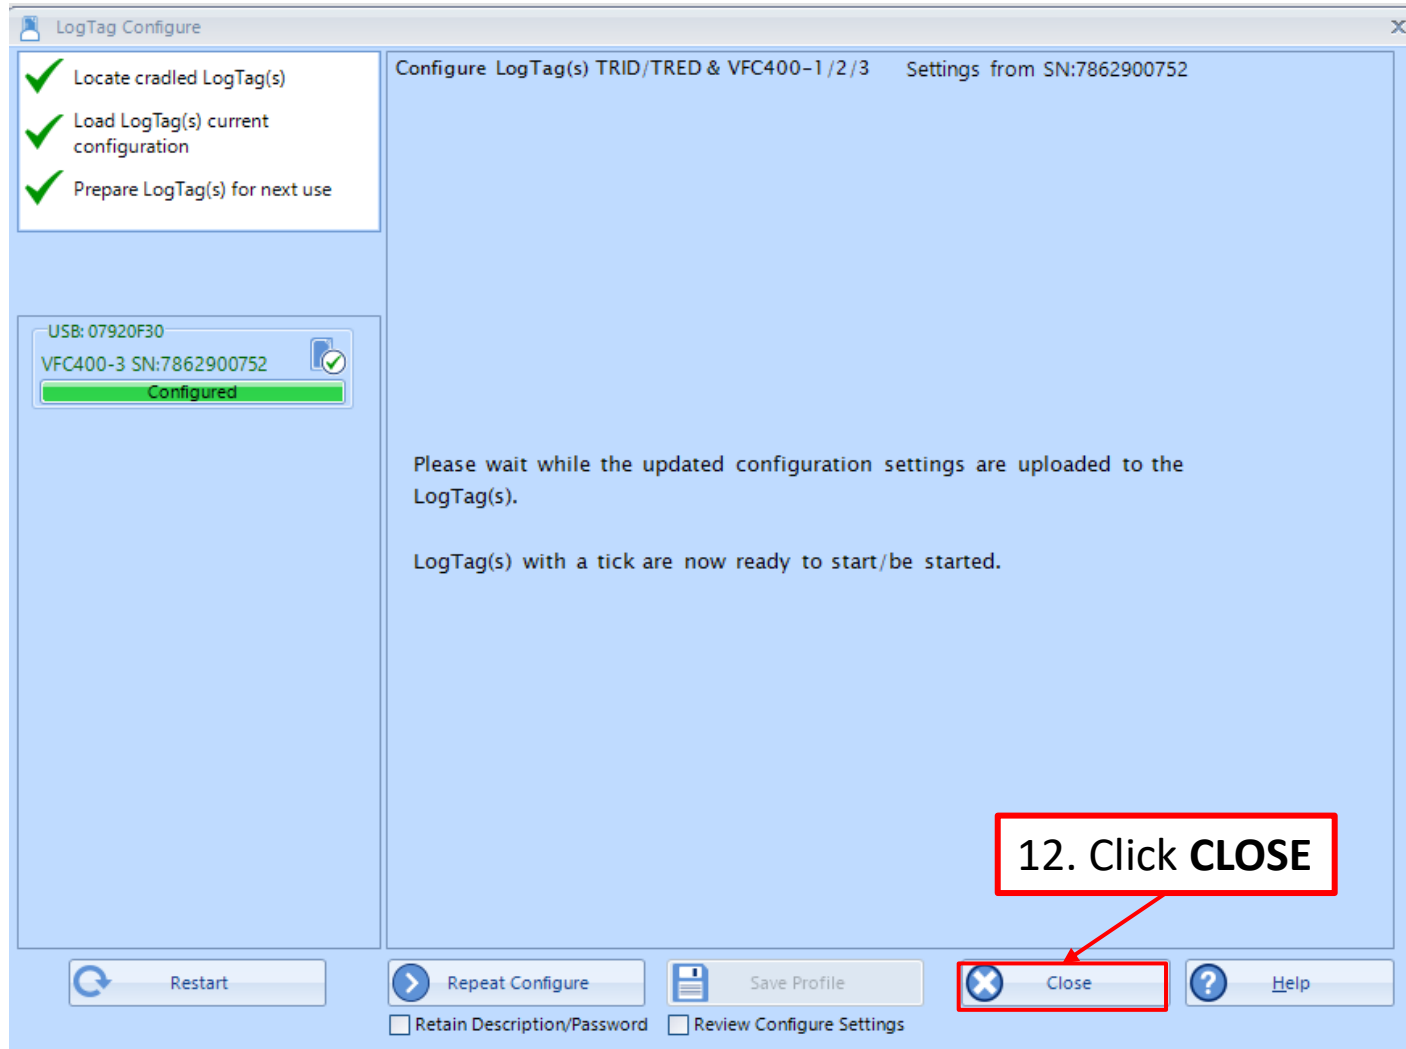 LogTag Configure
Locate cradled LogTag(s)
Load LogTag(s) current
configuration
Prepare LogTag(s) for next use
Configure LogTag(s) TRID/TRED & VFC400-1/2/3 Settings from SN:7862900752
USB: 07920F30
VFC400-3 SN:7862900752
Configured
Please wait while the updated configuration settings are uploaded to the
LogTag(s).
LogTag(s) with a tick are now ready to start/be started.
12. Click CLOSE
Restart
Repeat Configure
Save Profile
Close
Help
Retain Description/Password
Review Configure Settings